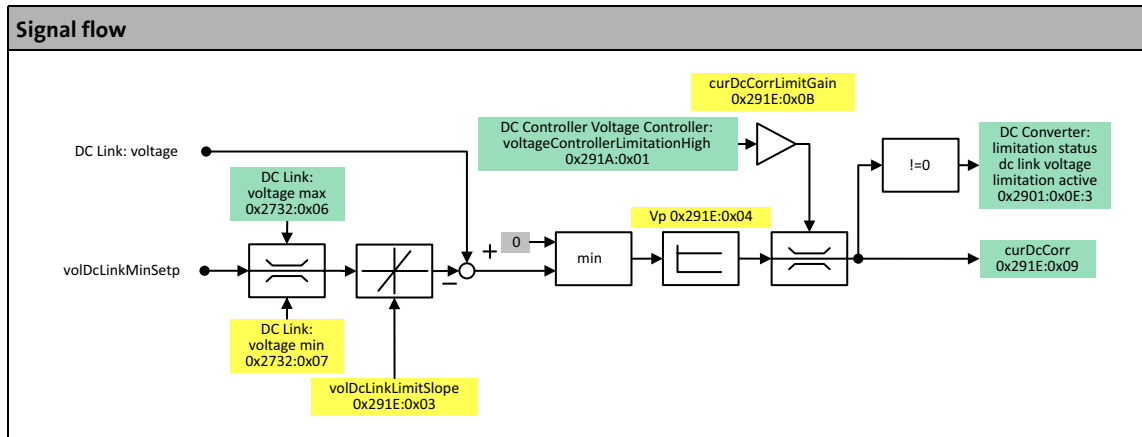 Signal flow
curDcCorrLimitGain
0x291E:0x0B
DC Controller Voltage Controller:
voltageControllerLimitationHigh
0x291A:0x01
DC Converter:
limitation status
dc link voltage
limitation active
0x2901:0x0E:3
!=0
DC Link: voltage
DC Link:
voltage max
0x2732:0x06
Vp 0x291E:0x04
+
0
min
curDcCorr
0x291E:0x09
volDcLinkMinSetp
−
DC Link:
voltage min
0x2732:0x07
volDcLinkLimitSlope
0x291E:0x03